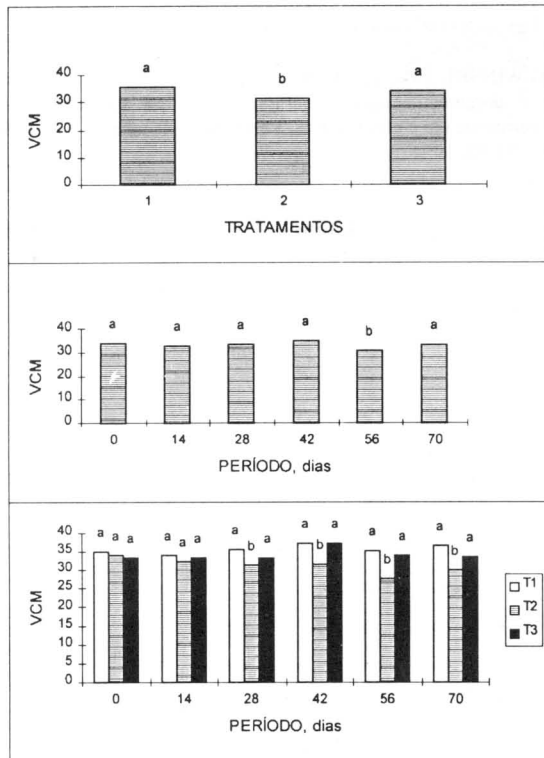 a b a
40
30
20
10
0
VCM
1 2 3
TRATAMENTOS
a a a a b a
40
30
20
10
0
VCM
0 14 28 42 56 70
PERÍODO, dias
a a a a a a a b a a b a a b a a b a
40
35
30
25
20
15
10
5
0
VCM
T1
T2
T3
0 14 28 42 56 70
PERÍODO, dias